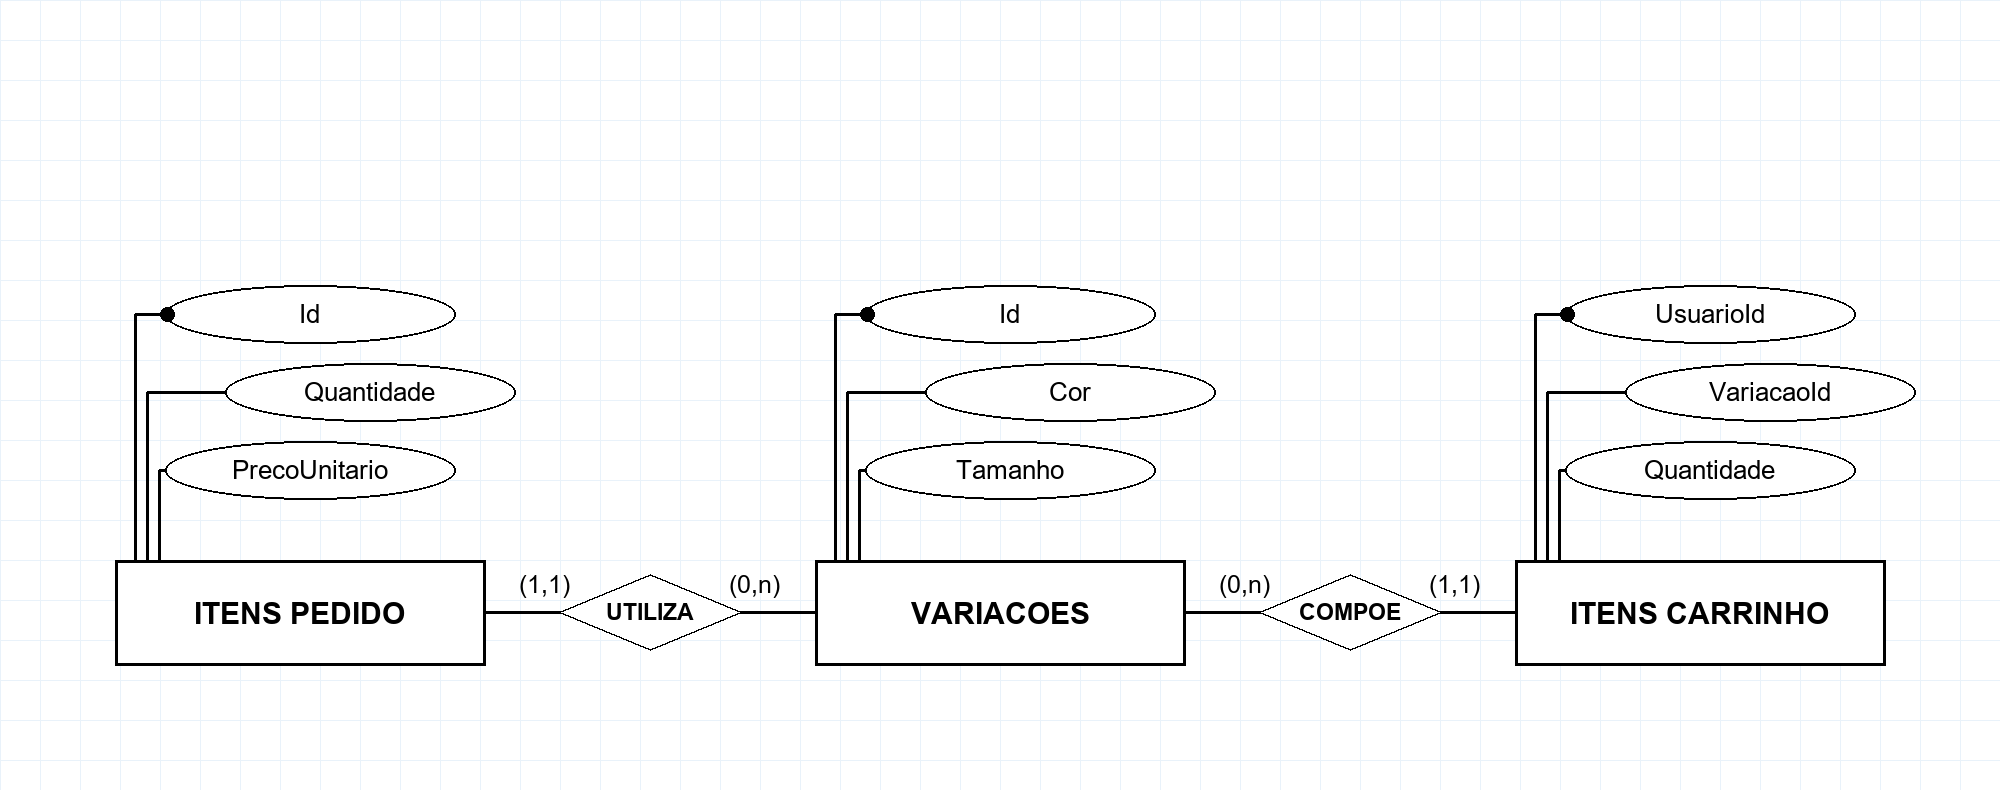 Id
Quantidade
PrecoUnitario
ITENS PEDIDO
(1,1)
UTILIZA
(0,n)
Id
Cor
Tamanho
VARIACOES
(0,n)
COMPOE
(1,1)
UsuarioId
VariacaoId
Quantidade
ITENS CARRINHO